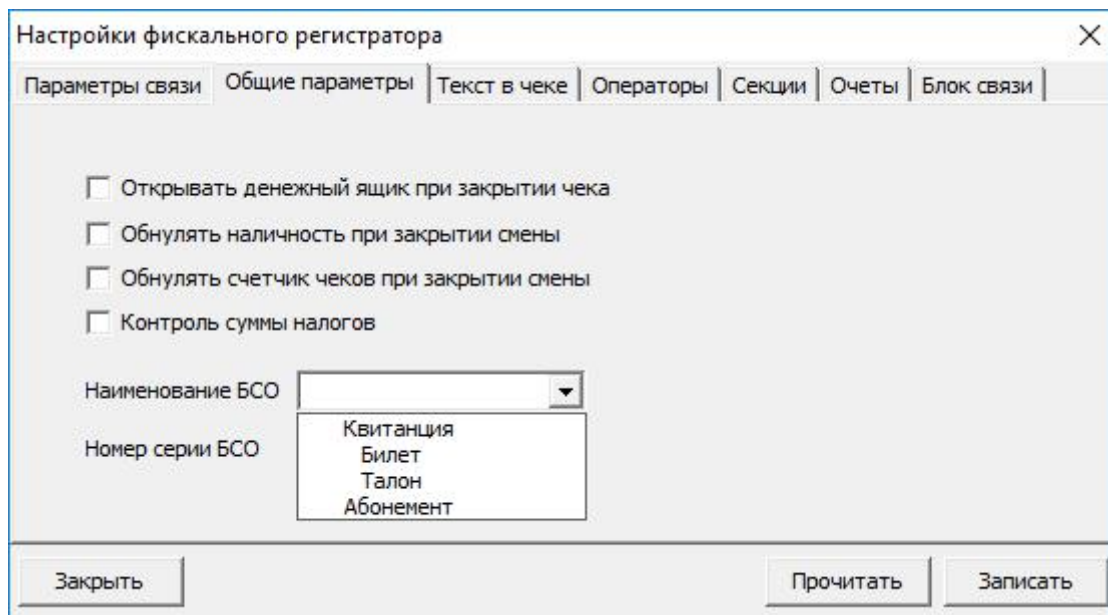 Настройки фискального регистратора
Параметры связи Общие параметры Текст в чеке Операторы Секции Очеты Блок связи
Открывать денежный ящик при закрытии чека
Обнулять наличность при закрытии смены
Обнулять счетчик чеков при закрытии смены
Контроль суммы налогов
Наименование БСО
Квитанция
Номер серии БСО
Билет
Талон
Абонемент
Закрыть Прочитать Записать